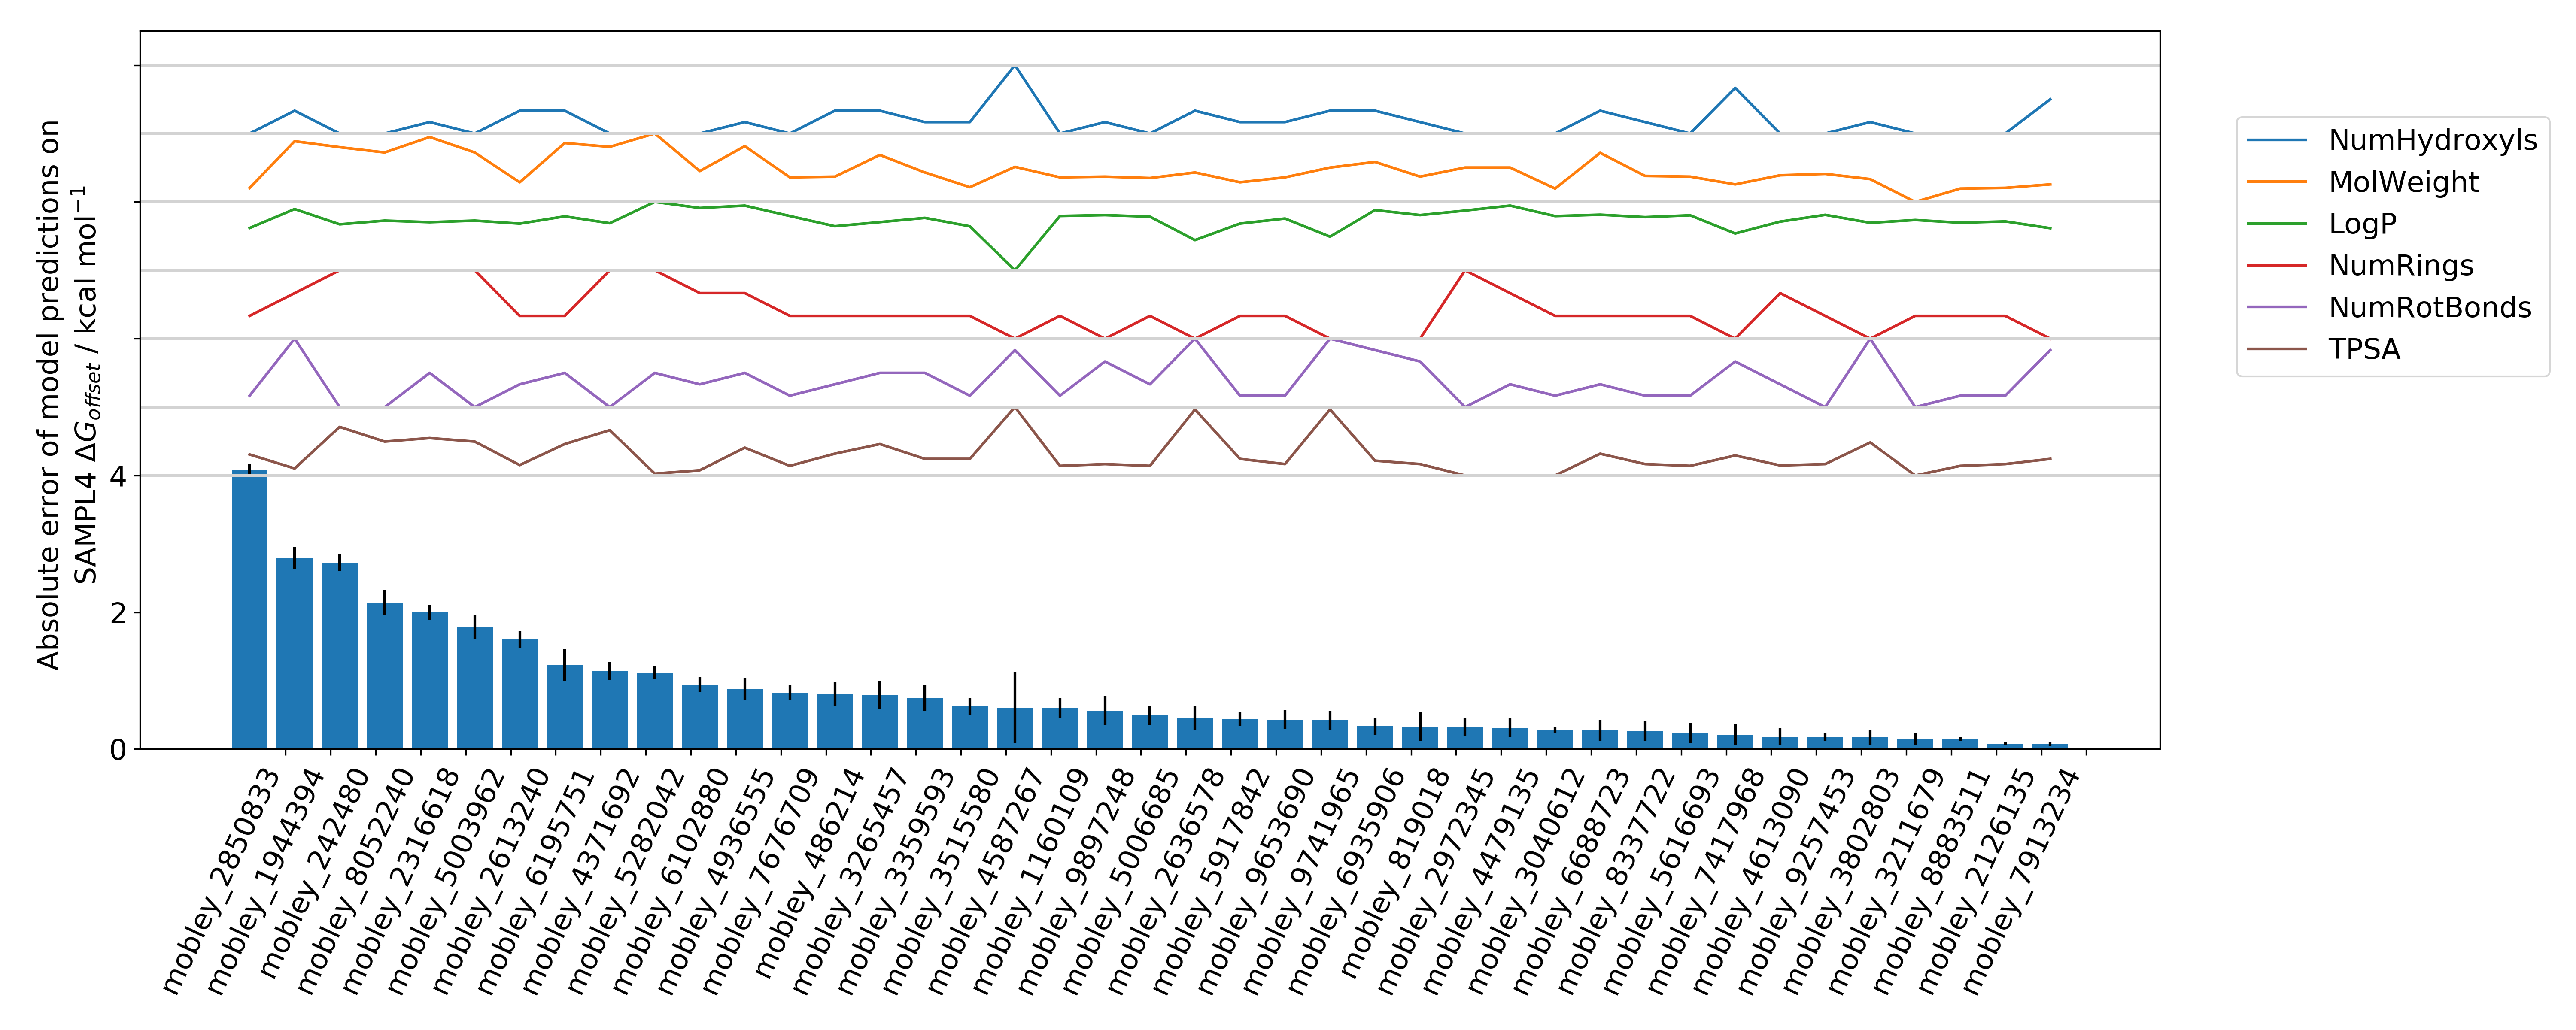 Absolute error of model predictions on
SAMPL4 ΔG_offset / kcal mol⁻¹
4
2
0
NumHydroxyls
MolWeight
LogP
NumRings
NumRotBonds
TPSA
mobley_2850833
mobley_1944394
mobley_242480
mobley_8052240
mobley_2316618
mobley_5003962
mobley_2613240
mobley_6195751
mobley_4371692
mobley_5282042
mobley_6102880
mobley_4936555
mobley_7676709
mobley_486214
mobley_3265457
mobley_3359593
mobley_3515580
mobley_4587267
mobley_1160109
mobley_9897248
mobley_5006685
mobley_2636578
mobley_5917842
mobley_9653690
mobley_9741965
mobley_6935906
mobley_819018
mobley_2972345
mobley_4479135
mobley_3040612
mobley_6688723
mobley_8337722
mobley_5616693
mobley_7417968
mobley_4613090
mobley_9257453
mobley_3802803
mobley_3211679
mobley_8883511
mobley_2126135
mobley_7913234